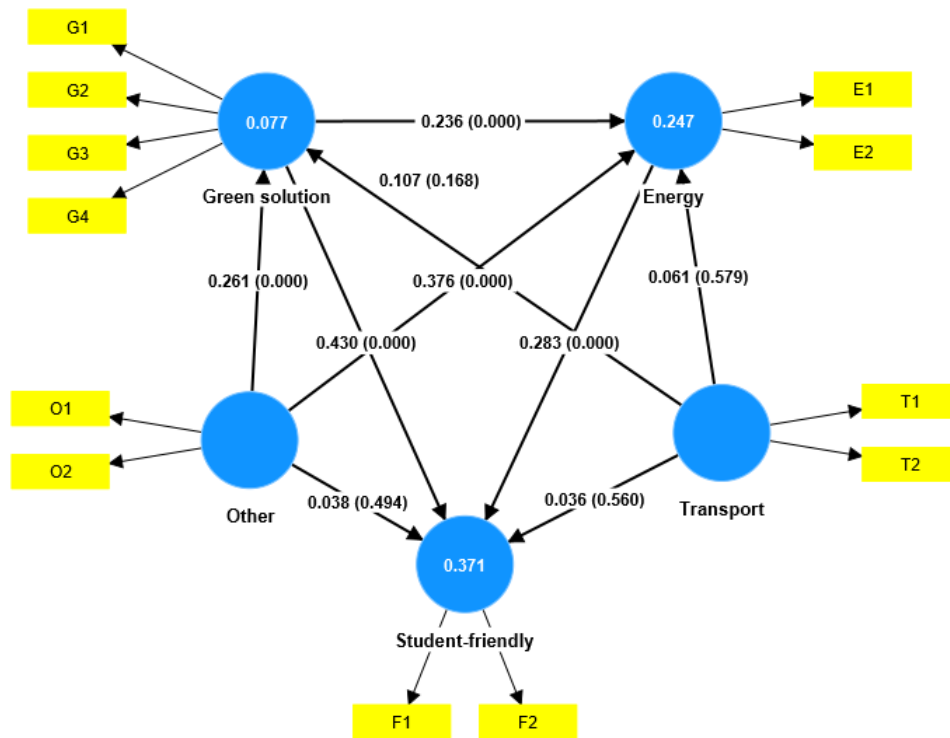 G1
G2
G3
G4
0.077
Green solution
0.236 (0.000)
0.247
Energy
E1
E2
0.107 (0.168)
0.261 (0.000)
0.376 (0.000)
0.061 (0.579)
0.430 (0.000)
0.283 (0.000)
O1
O2
Other
T1
T2
Transport
0.038 (0.494)
0.036 (0.560)
0.371
Student-friendly
F1
F2